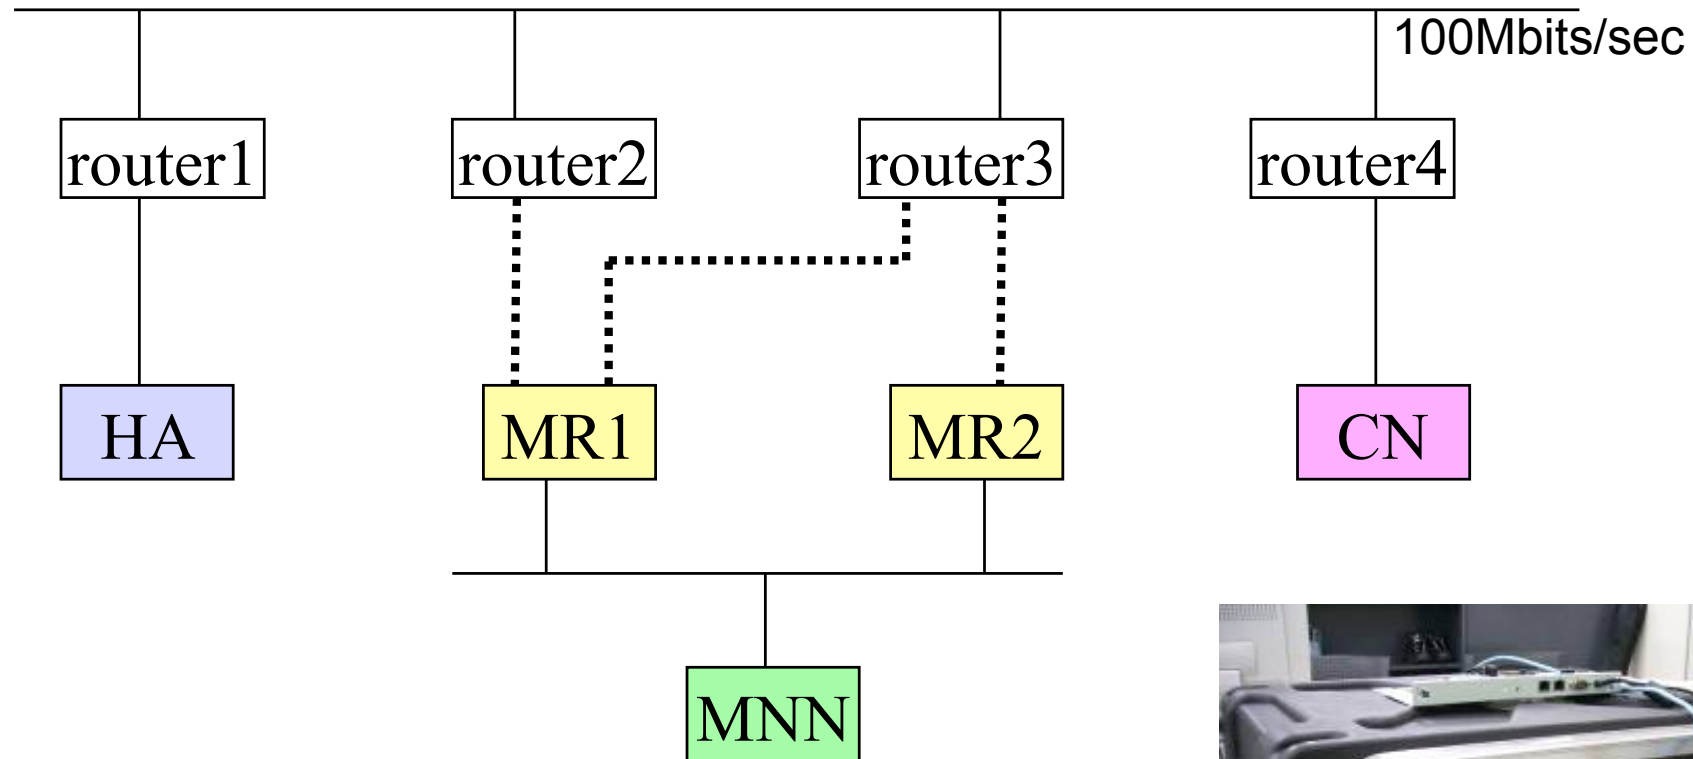 100Mbits/sec
router1
router2
router3
router4
HA
MR1
MR2
CN
MNN